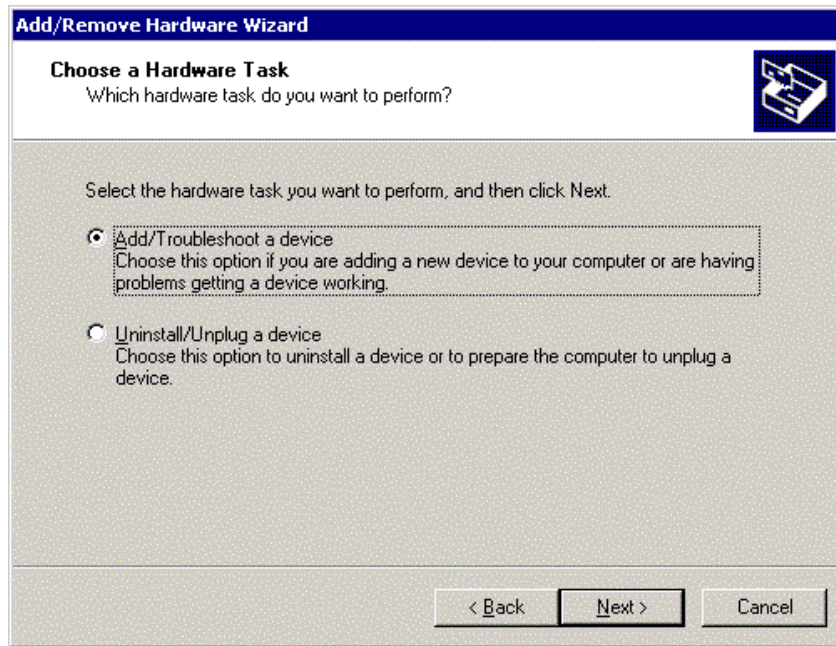 Add/Remove Hardware Wizard
Choose a Hardware Task
Which hardware task do you want to perform?
Select the hardware task you want to perform, and then click Next.
Add/Troubleshoot a device
Choose this option if you are adding a new device to your computer or are having
problems getting a device working.
Uninstall/Unplug a device
Choose this option to uninstall a device or to prepare the computer to unplug a
device.
< Back Next > Cancel